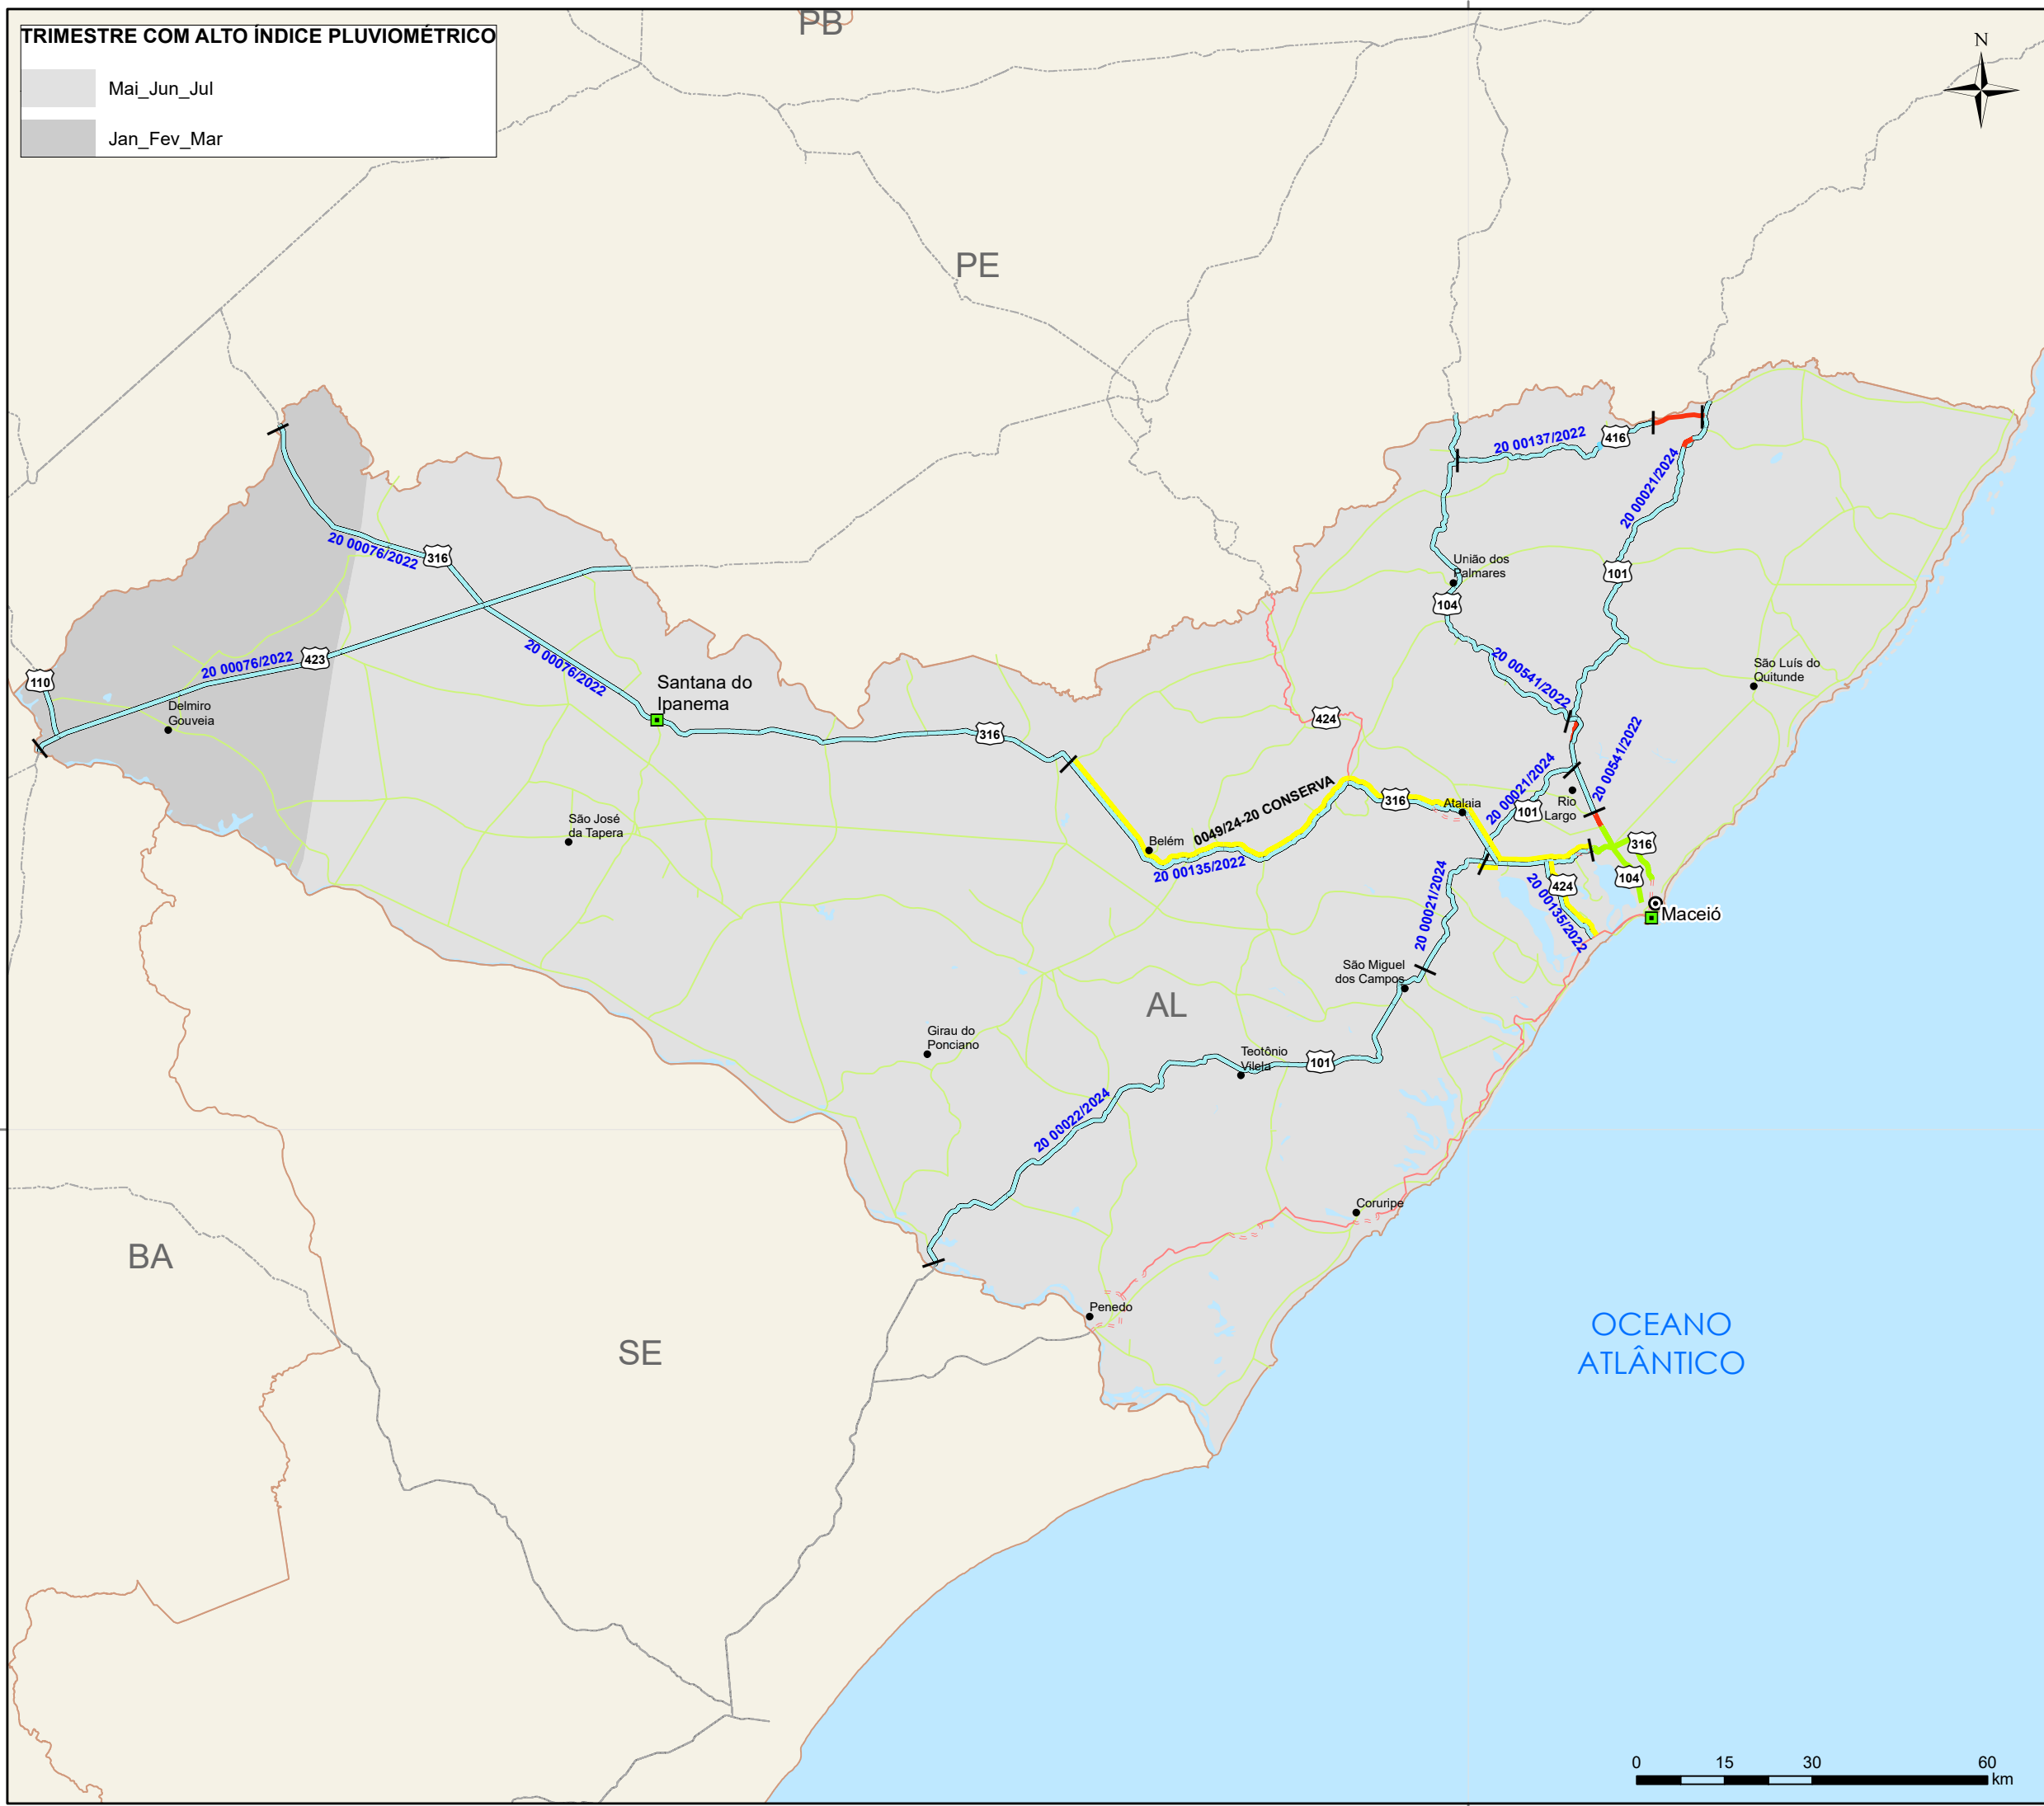 PB
TRIMESTRE COM ALTO ÍNDICE PLUVIOMÉTRICO
Mai_Jun_Jul
Jan_Fev_Mar
N
PE
20 00137/2022
416
20 00021/2024
20 00076/2022
316
União dos
Palmares
101
104
20 00076/2022
423
20 00076/2022
110
Delmiro
Gouveia
Santana do
Ipanema
316
424
20 00541/2022
São Luís do
Quitunde
20 00541/2022
20 00021/2024
Rio
Largo
101
Atalaia
316
0049/24-20 CONSERVA
Belém
20 00135/2022
São José
da Tapera
316
104
424
20 00135/2022
Maceió
20 00021/2024
São Miguel
dos Campos
AL
Girau do
Ponciano
Teotônio
Vilela
101
20 00022/2024
Coruripe
Penedo
BA
SE
OCEANO
ATLÂNTICO
0 15 30 60
km